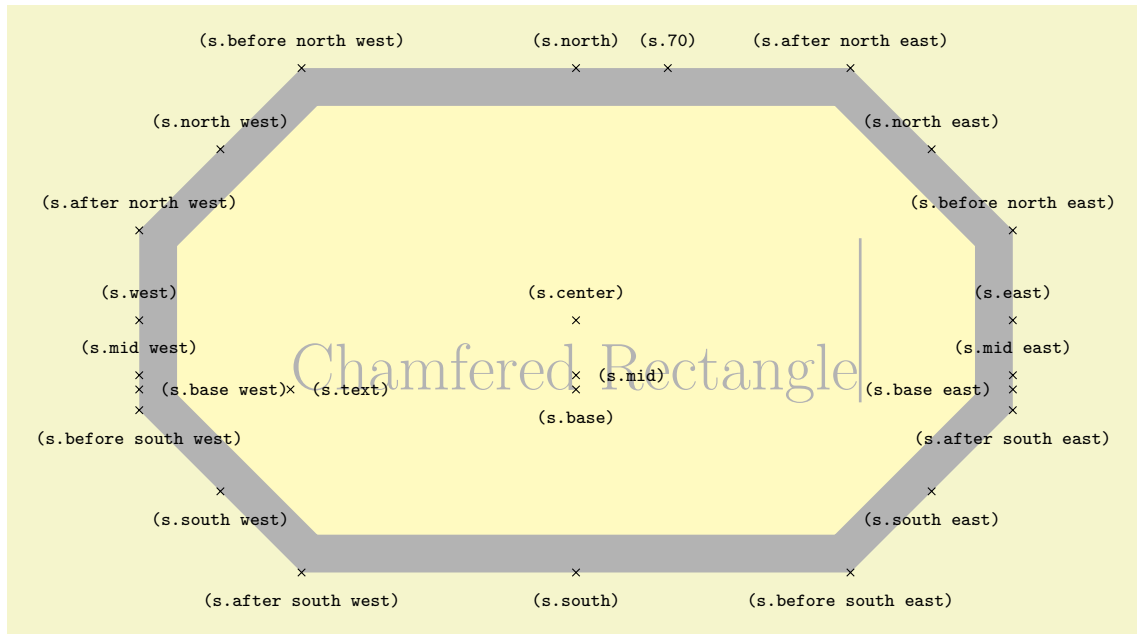 (s.before north west) (s.north) (s.70) (s.after north east)
(s.north west) (s.north east)
(s.after north west) (s.before north east)
(s.west) (s.center) (s.east)
(s.mid west) (s.mid east)
Chamfered Rectangle
(s.mid)
(s.base west) (s.text) (s.base east)
(s.base)
(s.before south west) (s.after south east)
(s.south west) (s.south east)
(s.after south west) (s.south) (s.before south east)